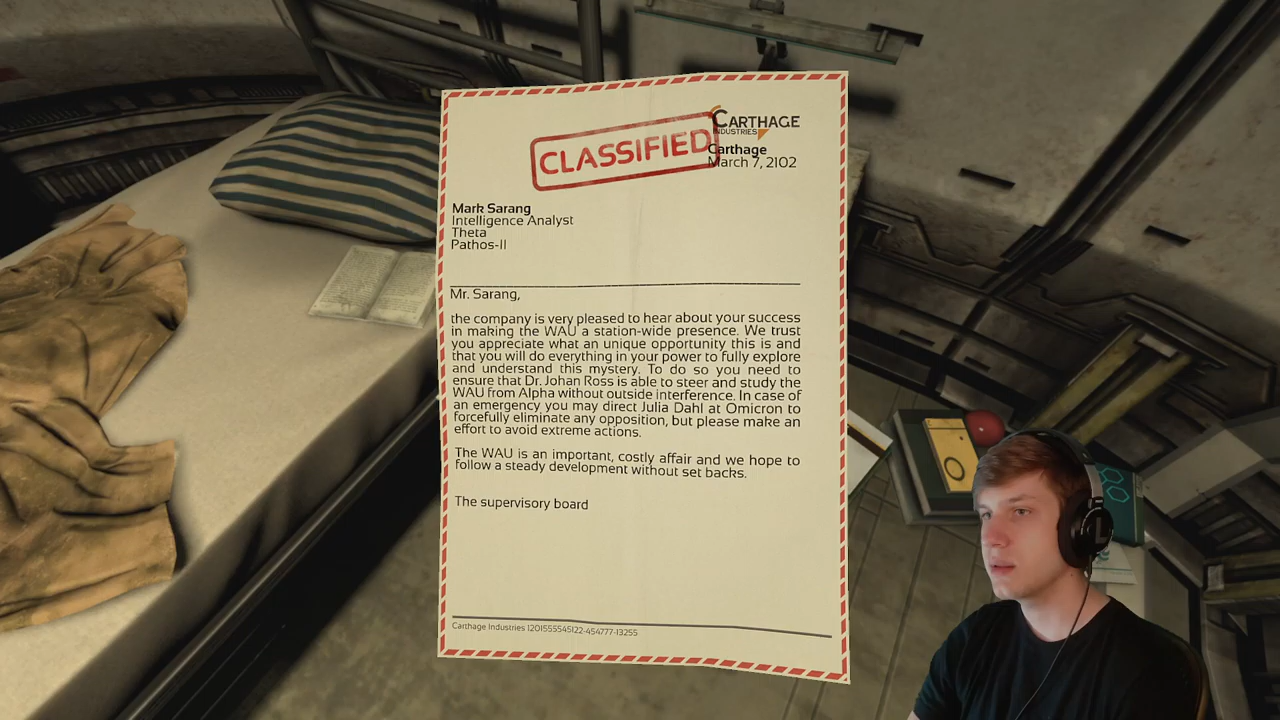 CLASSIFIED
CARTHAGE
INDUSTRIES
Carthage
March 7, 2102
Mark Sarang
Intelligence Analyst
Theta
Pathos-II
Mr. Sarang,
the company is very pleased to hear about your success
in making the WAU a station-wide presence. We trust
you appreciate what an unique opportunity this is and
that you will do everything in your power to fully explore
and understand this mystery. To do so you need to
ensure that Dr. Johan Ross is able to steer and study the
WAU from Alpha without outside interference. In case of
an emergency you may direct Julia Dahl at Omicron to
forcefully eliminate any opposition, but please make an
effort to avoid extreme actions.
The WAU is an important, costly affair and we hope to
follow a steady development without set backs.
The supervisory board
Carthage Industries 1201555545122-454777-13255